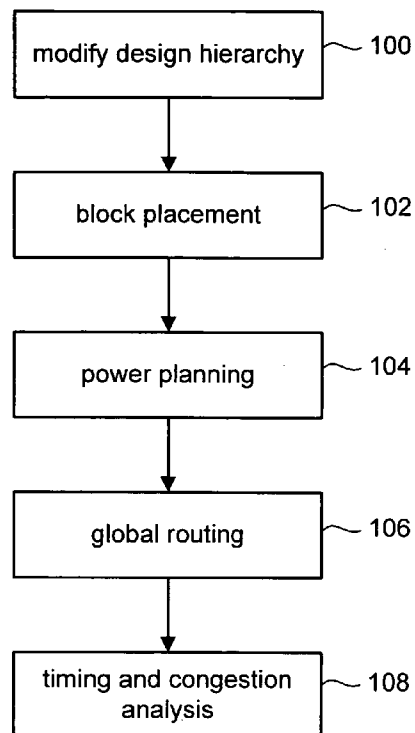 modify design hierarchy
100
block placement
102
power planning
104
global routing
106
timing and congestion
analysis
108